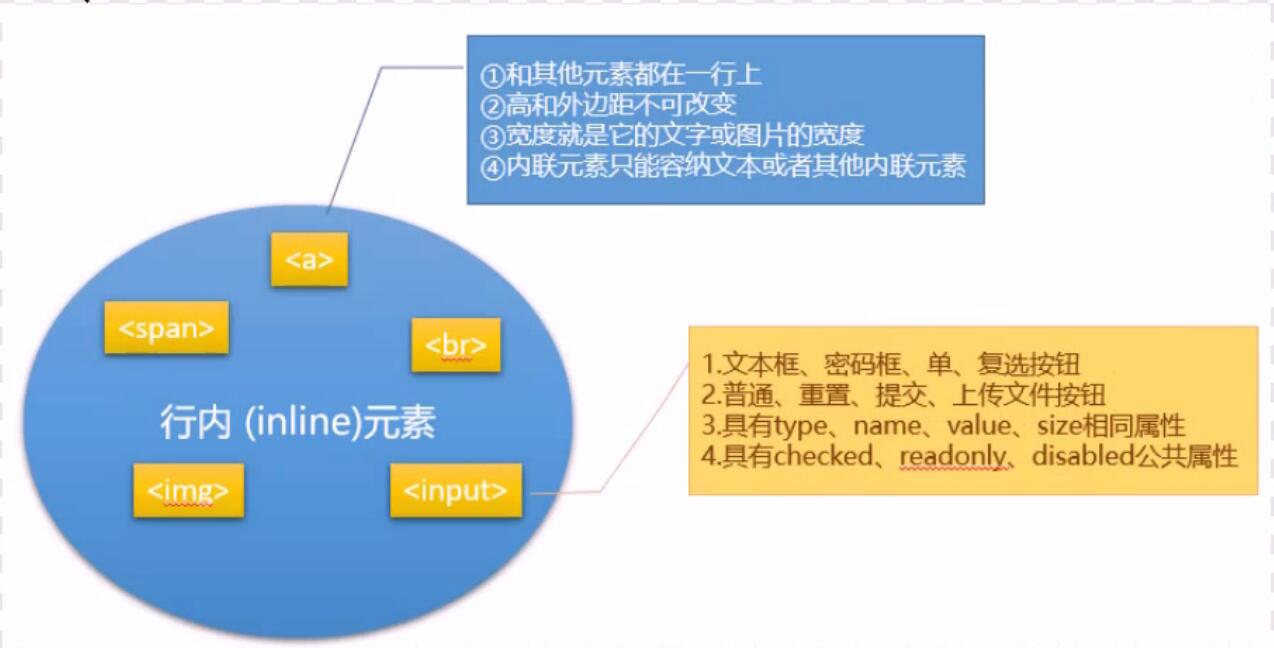 ①和其他元素都在一行上
②高和外边距不可改变
③宽度就是它的文字或图片的宽度
④内联元素只能容纳文本或者其他内联元素
<a>
<span>
<br>
行内 (inline)元素
<img>
<input>
1.文本框、密码框、单、复选按钮
2.普通、重置、提交、上传文件按钮
3.具有type、name、value、size相同属性
4.具有checked、readonly、disabled公共属性